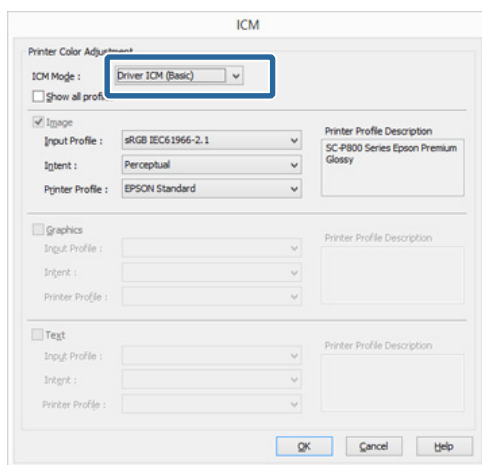 ICM
Printer Color Adjustment
ICM Mode :
Driver ICM (Basic)
Show all
Image
Input Profile :
sRGB IEC61966-2.1
Intent :
Perceptual
Printer Profile :
EPSON Standard
Printer Profile Description
SC-P800 Series Epson Premium
Glossy
Graphics
Input Profile :
Intent :
Printer Profile :
Printer Profile Description
Text
Input Profile :
Intent :
Printer Profile :
Printer Profile Description
OK
Cancel
Help